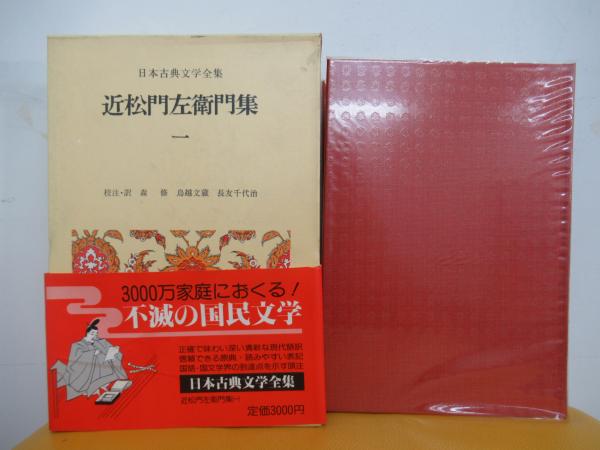 日本古典文学全集
近松門左衛門集
一
校注・訳 森 修 鳥越文蔵 長友千代治
3000万家庭におくる!
不滅の国民文学
正確で味わい深い清新な現代語訳
信頼できる原典・読みやすい表記
国語・国文学界の到達点を示す頭注
日本古典文学全集
近松門左衛門集(一)
定価3000円